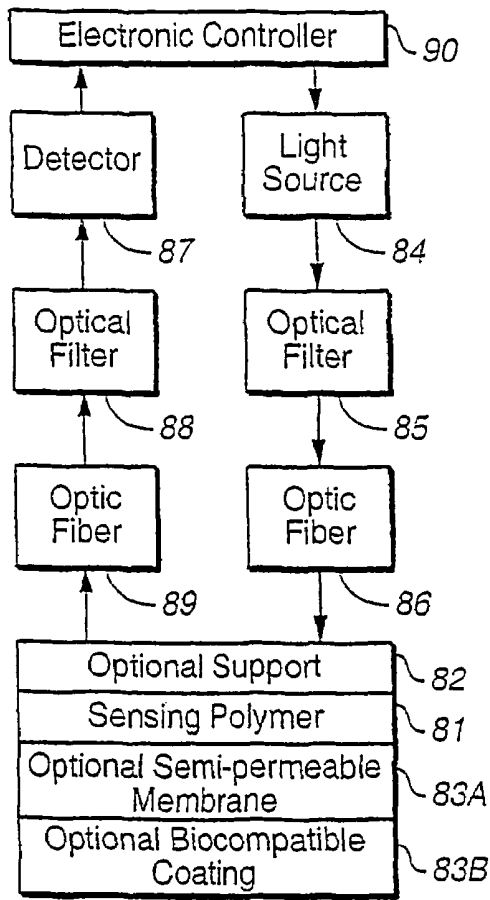 Electronic Controller
90
Detector
87
Light
Source
84
Optical
Filter
88
Optical
Filter
85
Optic
Fiber
89
Optic
Fiber
86
Optional Support
82
Sensing Polymer
81
Optional Semi-permeable
Membrane
83A
Optional Biocompatible
Coating
83B